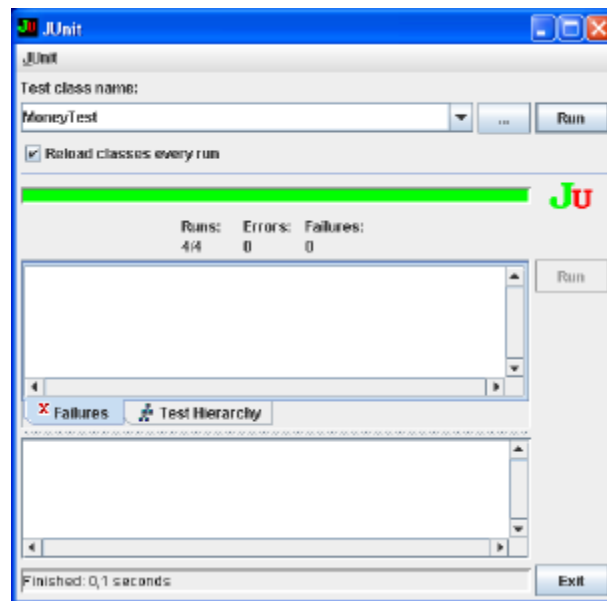 JU JUnit
JUnit
Test class name:
MoneyTest ... Run
Reload classes every run
JU
Runs: Errors: Failures:
4/4 0 0
Run
X Failures Test Hierarchy
Finished: 0,1 seconds Exit